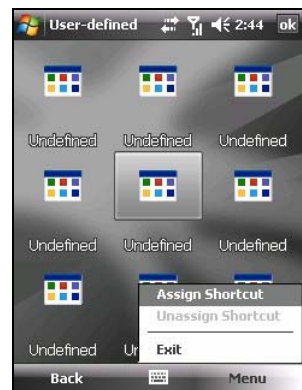 User-defined 2:44 ok
Undefined Undefined Undefined
Undefined Undefined Undefined
Assign Shortcut
Unassign Shortcut
Undefined Un Exit
Back Menu